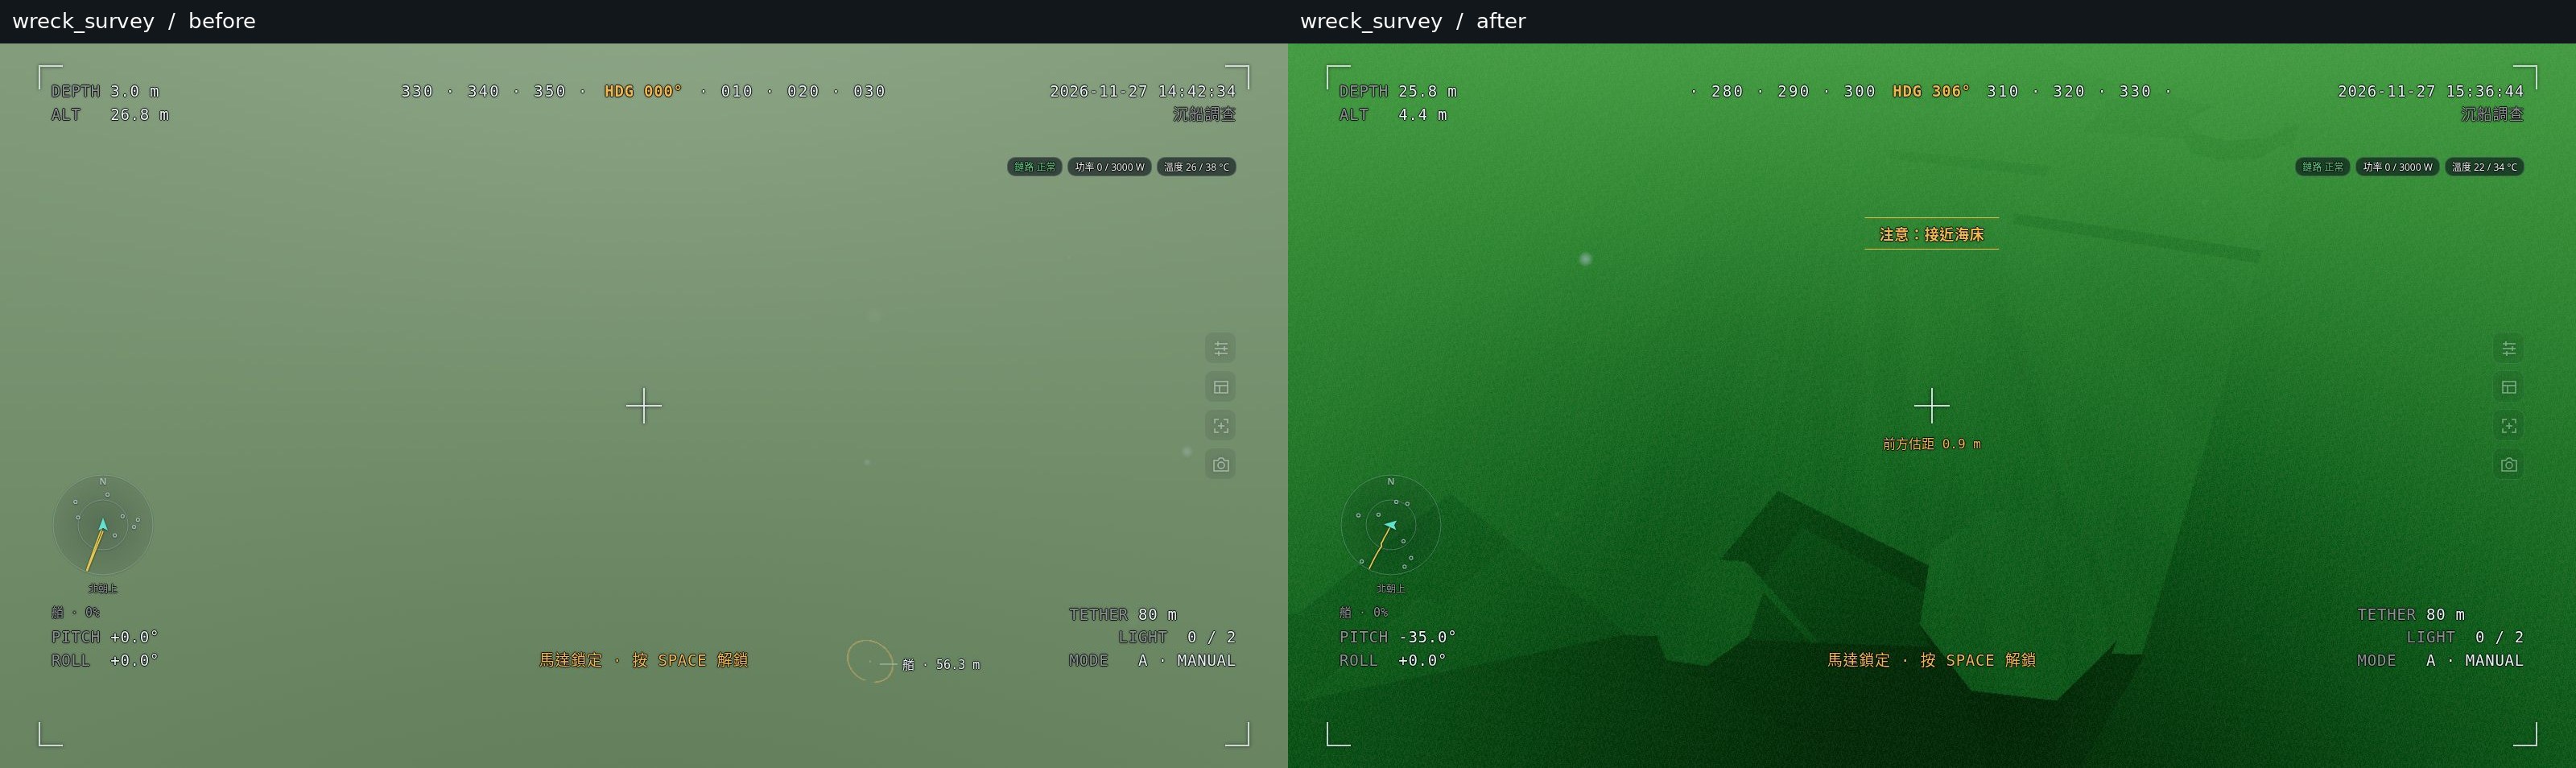 wreck_survey / before
DEPTH 3.0 m
ALT 26.8 m
330 · 340 · 350 · HDG 000° · 010 · 020 · 030
2026-11-27 14:42:34
沉船調查
鏈路 正常
功率 0 / 3000 W
溫度 26 / 38 °C
N
北朝上
艏 · 0%
PITCH +0.0°
ROLL +0.0°
馬達鎖定 · 按 SPACE 解鎖
艏 · 56.3 m
TETHER 80 m
LIGHT 0 / 2
MODE A · MANUAL
wreck_survey / after
DEPTH 25.8 m
ALT 4.4 m
· 280 · 290 · 300 HDG 306° 310 · 320 · 330 ·
2026-11-27 15:36:44
沉船調查
鏈路 正常
功率 0 / 3000 W
溫度 22 / 34 °C
注意：接近海床
前方估距 0.9 m
N
北朝上
艏 · 0%
PITCH -35.0°
ROLL +0.0°
馬達鎖定 · 按 SPACE 解鎖
TETHER 80 m
LIGHT 0 / 2
MODE A · MANUAL